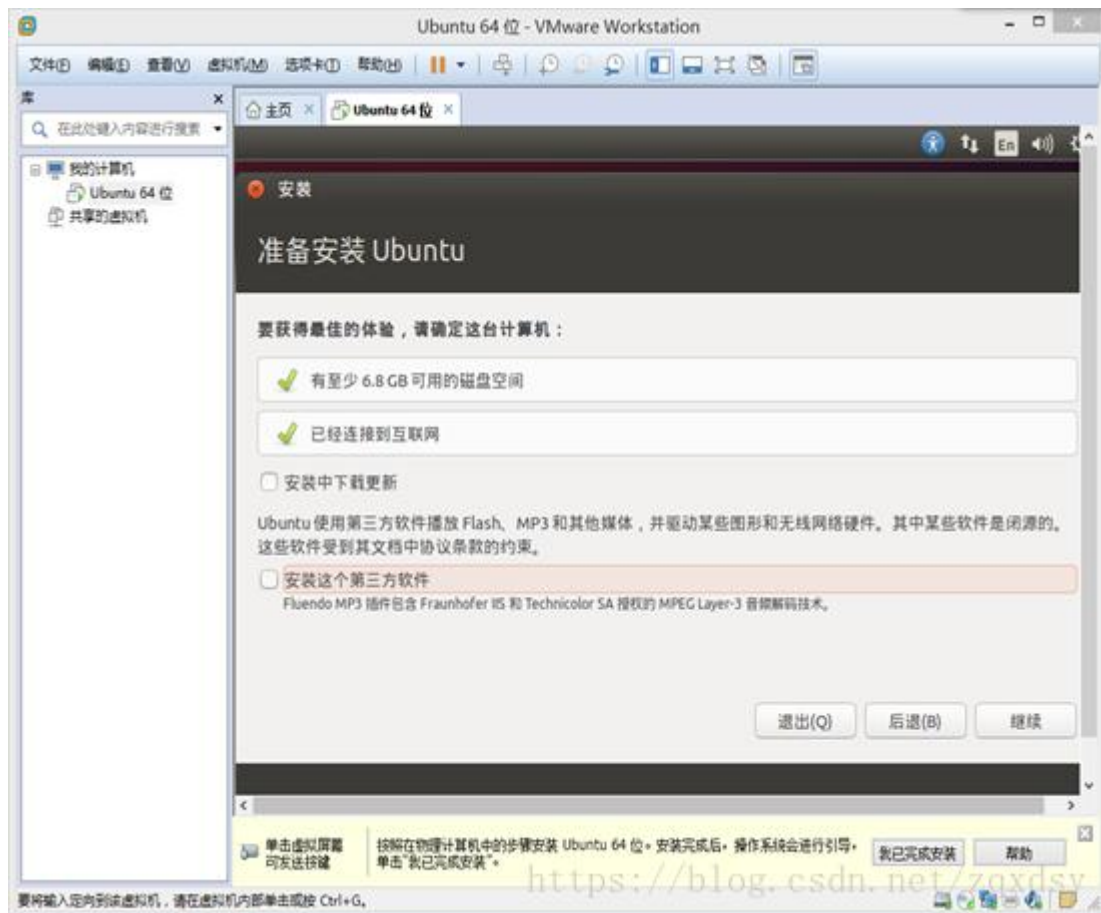 Ubuntu 64 位 - VMware Workstation
文件(F) 编辑(E) 查看(V) 虚拟机(M) 选项卡(T) 帮助(H)
库
在此处键入内容进行搜索
我的计算机
Ubuntu 64 位
共享的虚拟机
主页
Ubuntu 64 位
En
安装
准备安装 Ubuntu
要获得最佳的体验，请确定这台计算机：
有至少 6.8 GB 可用的磁盘空间
已经连接到互联网
安装中下载更新
Ubuntu 使用第三方软件播放 Flash、MP3 和其他媒体，并驱动某些图形和无线网络硬件。其中某些软件是闭源的。
这些软件受到其文档中协议条款的约束。
安装这个第三方软件
Fluendo MP3 插件包含 Fraunhofer IIS 和 Technicolor SA 授权的 MPEG Layer-3 音频解码技术。
退出(Q) 后退(B) 继续
单击虚拟屏幕
可发送按键
按照在物理计算机中的步骤安装 Ubuntu 64 位。安装完成后，操作系统会进行引导，
单击"我已完成安装"。
我已完成安装 帮助
https://blog.csdn.net/zqxdsy
要将输入定向到该虚拟机，请在虚拟机内部单击或按 Ctrl+G。